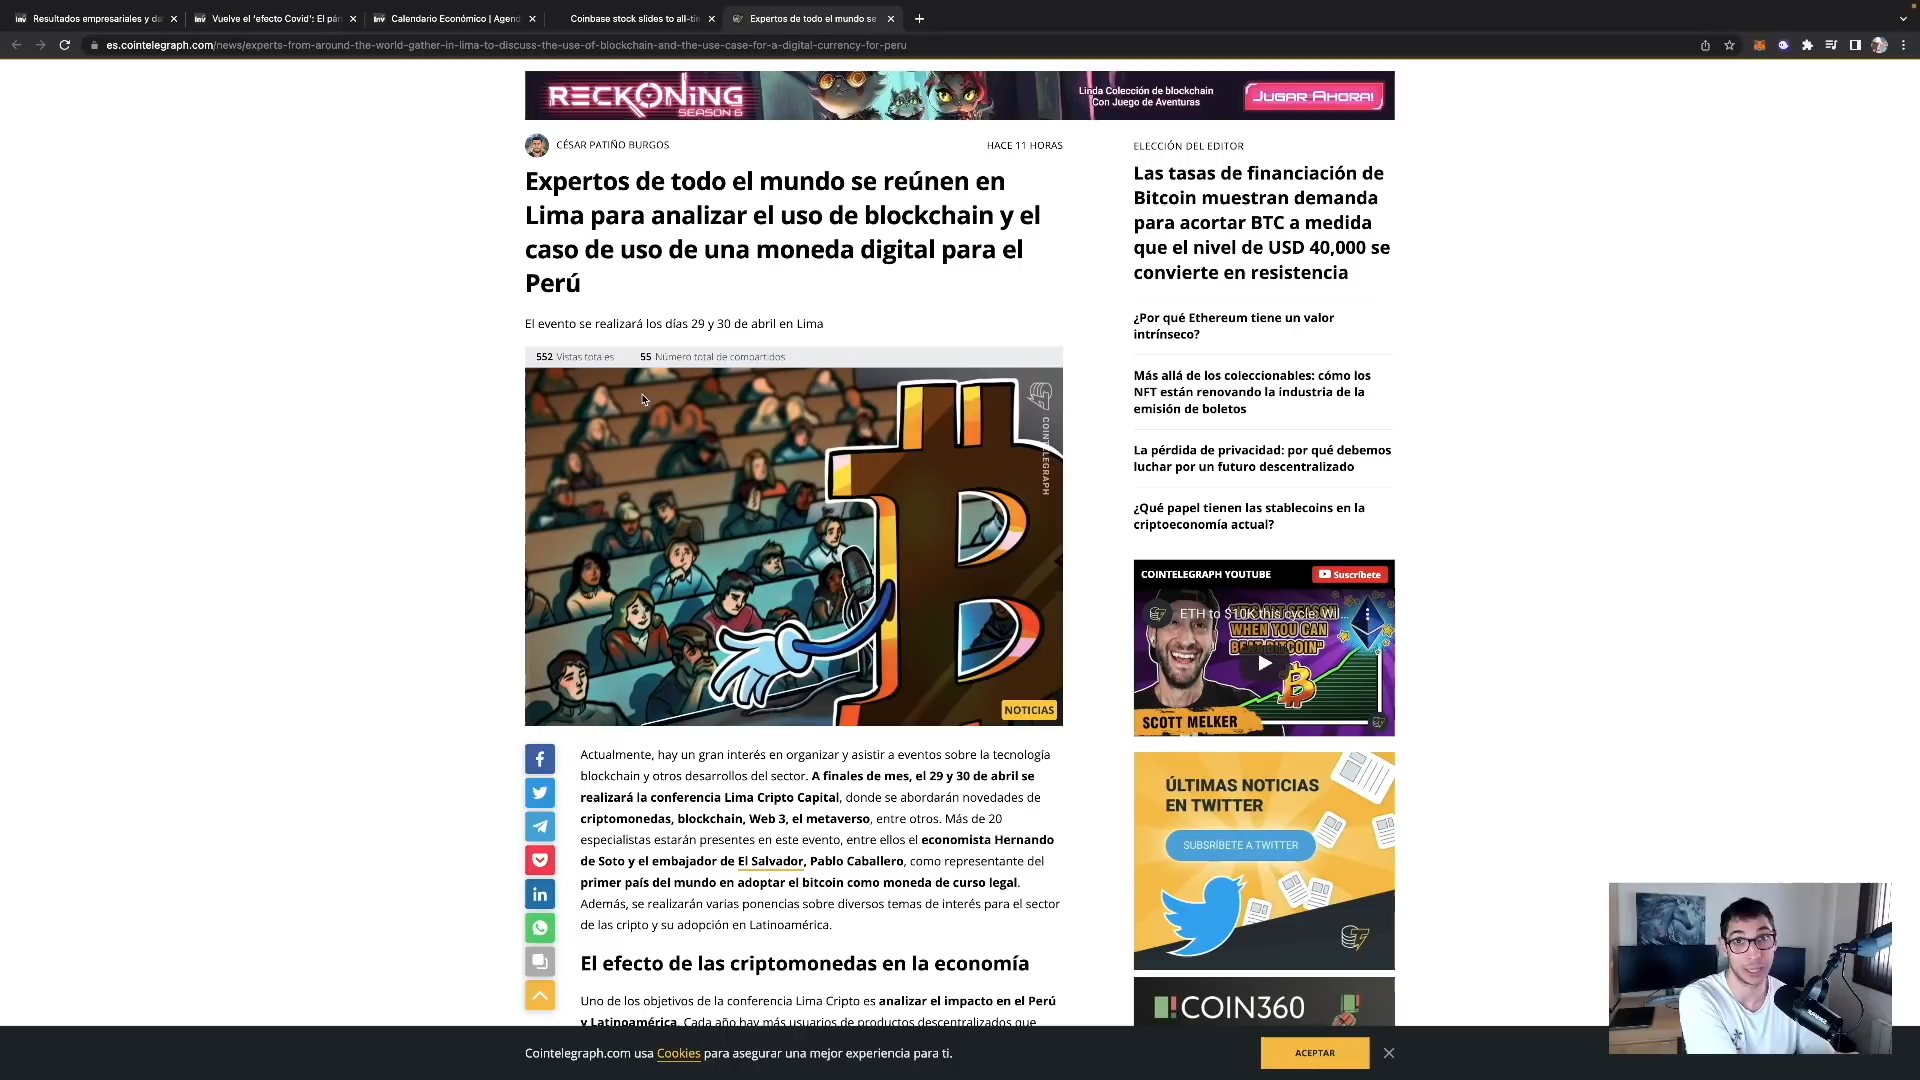 Resultados empresariales y da
Vuelve el 'efecto Covid': El pán
Calendario Económico | Agend
Coinbase stock slides to all-tim
Expertos de todo el mundo se
es.cointelegraph.com/news/experts-from-around-the-world-gather-in-lima-to-discuss-the-use-of-blockchain-and-the-use-case-for-a-digital-currency-for-peru
RECKONING
SEASON 6
Linda Colección de blockchain
Con Juego de Aventuras
JUGAR AHORA!
CÉSAR PATIÑO BURGOS
HACE 11 HORAS
Expertos de todo el mundo se reúnen en
Lima para analizar el uso de blockchain y el
caso de uso de una moneda digital para el
Perú
El evento se realizará los días 29 y 30 de abril en Lima
552 Vistas totales
55 Número total de compartidos
COINTELEGRAPH
NOTICIAS
Actualmente, hay un gran interés en organizar y asistir a eventos sobre la tecnología
blockchain y otros desarrollos del sector. A finales de mes, el 29 y 30 de abril se
realizará la conferencia Lima Cripto Capital, donde se abordarán novedades de
criptomonedas, blockchain, Web 3, el metaverso, entre otros. Más de 20
especialistas estarán presentes en este evento, entre ellos el economista Hernando
de Soto y el embajador de El Salvador, Pablo Caballero, como representante del
primer país del mundo en adoptar el bitcoin como moneda de curso legal.
Además, se realizarán varias ponencias sobre diversos temas de interés para el sector
de las cripto y su adopción en Latinoamérica.
El efecto de las criptomonedas en la economía
Uno de los objetivos de la conferencia Lima Cripto es analizar el impacto en el Perú
y Latinoamérica. Cada año hay más usuarios de productos descentralizados que
ELECCIÓN DEL EDITOR
Las tasas de financiación de
Bitcoin muestran demanda
para acortar BTC a medida
que el nivel de USD 40,000 se
convierte en resistencia
¿Por qué Ethereum tiene un valor
intrínseco?
Más allá de los coleccionables: cómo los
NFT están renovando la industria de la
emisión de boletos
La pérdida de privacidad: por qué debemos
luchar por un futuro descentralizado
¿Qué papel tienen las stablecoins en la
criptoeconomía actual?
COINTELEGRAPH YOUTUBE
Suscríbete
ETH to $10K this cycle: Wi...
WHEN YOU CAN
BEAT BITCOIN"
SCOTT MELKER
ÚLTIMAS NOTICIAS
EN TWITTER
SUBSRÍBETE A TWITTER
COIN360
Cointelegraph.com usa Cookies para asegurar una mejor experiencia para ti.
ACEPTAR